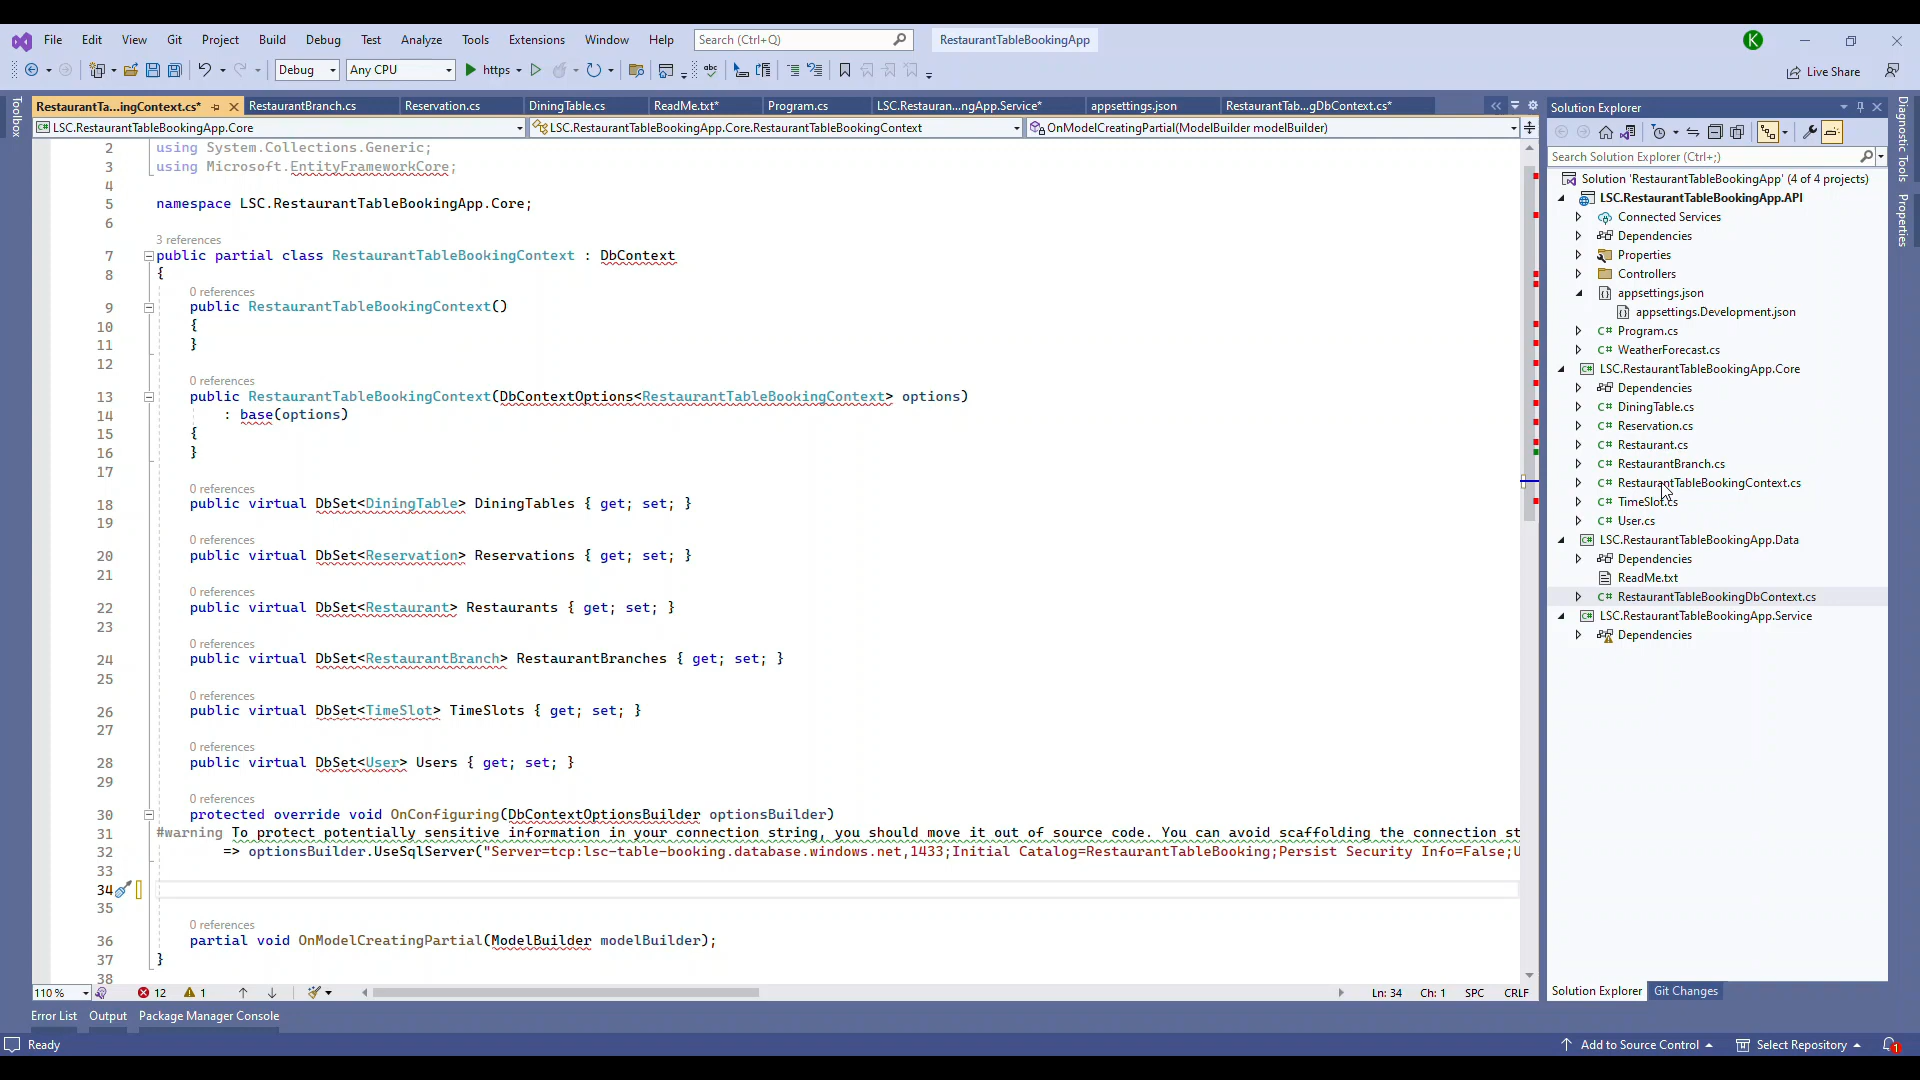 File Edit View Git Project Build Debug Test Analyze Tools Extensions Window Help Search (Ctrl+Q) RestaurantTableBookingApp K
Debug Any CPU https Live Share
RestaurantTa...ingContext.cs* RestaurantBranch.cs Reservation.cs DiningTable.cs ReadMe.txt* Program.cs LSC.Restauran...ngApp.Service* appsettings.json RestaurantTab...gDbContext.cs*
LSC.RestaurantTableBookingApp.Core LSC.RestaurantTableBookingApp.Core.RestaurantTableBookingContext OnModelCreatingPartial(ModelBuilder modelBuilder)
Toolbox
2 using System.Collections.Generic;
3 using Microsoft.EntityFrameworkCore;
4
5 namespace LSC.RestaurantTableBookingApp.Core;
6
3 references
7 public partial class RestaurantTableBookingContext : DbContext
8 {
0 references
9 public RestaurantTableBookingContext()
10 {
11 }
12
0 references
13 public RestaurantTableBookingContext(DbContextOptions<RestaurantTableBookingContext> options)
14 : base(options)
15 {
16 }
17
0 references
18 public virtual DbSet<DiningTable> DiningTables { get; set; }
19
0 references
20 public virtual DbSet<Reservation> Reservations { get; set; }
21
0 references
22 public virtual DbSet<Restaurant> Restaurants { get; set; }
23
0 references
24 public virtual DbSet<RestaurantBranch> RestaurantBranches { get; set; }
25
0 references
26 public virtual DbSet<TimeSlot> TimeSlots { get; set; }
27
0 references
28 public virtual DbSet<User> Users { get; set; }
29
0 references
30 protected override void OnConfiguring(DbContextOptionsBuilder optionsBuilder)
31 #warning To protect potentially sensitive information in your connection string, you should move it out of source code. You can avoid scaffolding the connection st
32 => optionsBuilder.UseSqlServer("Server=tcp:lsc-table-booking.database.windows.net,1433;Initial Catalog=RestaurantTableBooking;Persist Security Info=False;U
33
34
35
0 references
36 partial void OnModelCreatingPartial(ModelBuilder modelBuilder);
37 }
38
110 % 12 1 Ln: 34 Ch: 1 SPC CRLF
Error List Output Package Manager Console
Ready Add to Source Control Select Repository 1
Solution Explorer
Search Solution Explorer (Ctrl+;)
Solution 'RestaurantTableBookingApp' (4 of 4 projects)
LSC.RestaurantTableBookingApp.API
Connected Services
Dependencies
Properties
Controllers
appsettings.json
appsettings.Development.json
C# Program.cs
C# WeatherForecast.cs
LSC.RestaurantTableBookingApp.Core
Dependencies
C# DiningTable.cs
C# Reservation.cs
C# Restaurant.cs
C# RestaurantBranch.cs
C# RestaurantTableBookingContext.cs
C# TimeSlot.cs
C# User.cs
LSC.RestaurantTableBookingApp.Data
Dependencies
ReadMe.txt
C# RestaurantTableBookingDbContext.cs
LSC.RestaurantTableBookingApp.Service
Dependencies
Solution Explorer Git Changes
Diagnostic Tools
Properties